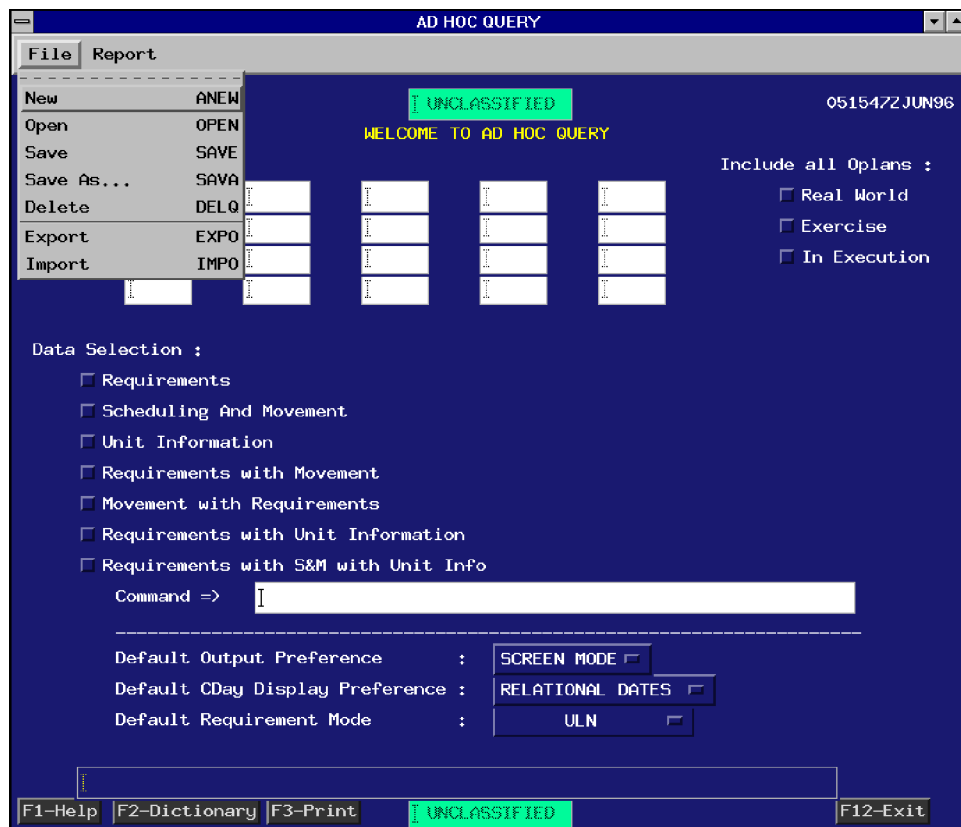 AD HOC QUERY
File Report
New ANEW
Open OPEN
Save SAVE
Save As... SAVA
Delete DELQ
Export EXPO
Import IMPO
UNCLASSIFIED
051547ZJUN96
WELCOME TO AD HOC QUERY
Include all Oplans :
Real World
Exercise
In Execution
Data Selection :
Requirements
Scheduling And Movement
Unit Information
Requirements with Movement
Movement with Requirements
Requirements with Unit Information
Requirements with S&M with Unit Info
Command =>
Default Output Preference : SCREEN MODE
Default CDay Display Preference : RELATIONAL DATES
Default Requirement Mode : ULN
F1-Help F2-Dictionary F3-Print UNCLASSIFIED F12-Exit